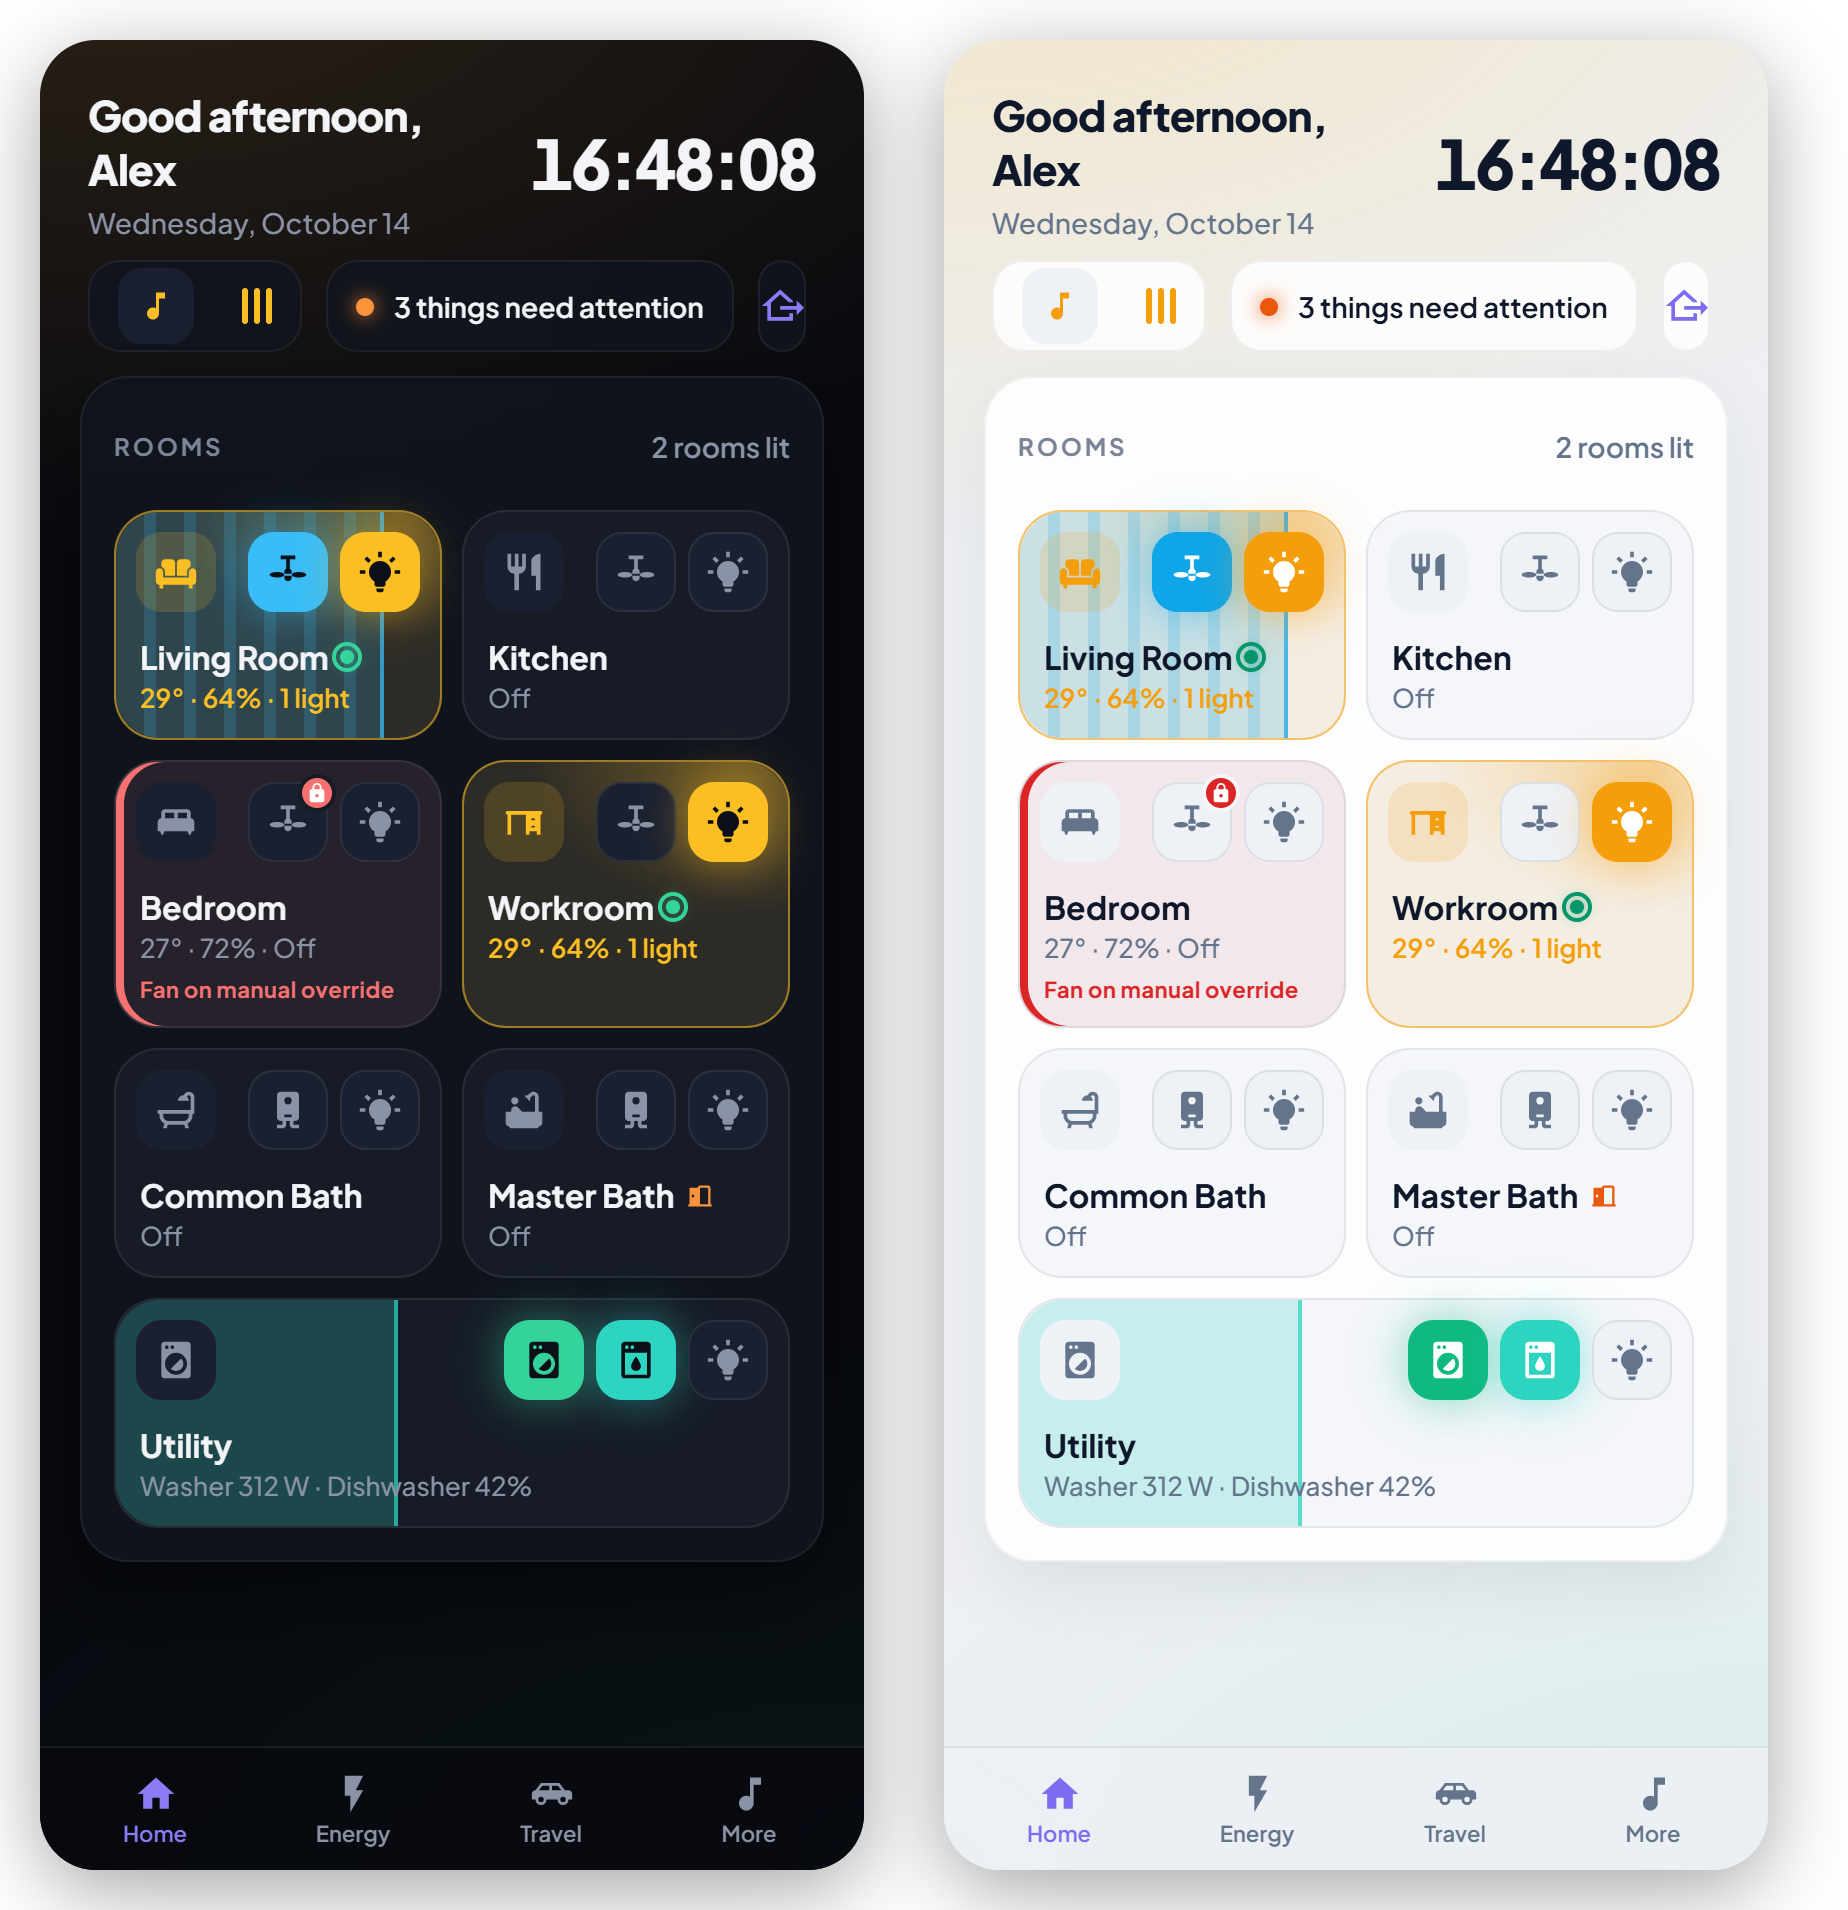 Good afternoon,
Alex
16:48:08
Wednesday, October 14
3 things need attention
ROOMS
2 rooms lit
Living Room
29° · 64% · 1 light
Kitchen
Off
Bedroom
27° · 72% · Off
Fan on manual override
Workroom
29° · 64% · 1 light
Common Bath
Off
Master Bath
Off
Utility
Washer 312 W · Dishwasher 42%
Home
Energy
Travel
More
Good afternoon,
Alex
16:48:08
Wednesday, October 14
3 things need attention
ROOMS
2 rooms lit
Living Room
29° · 64% · 1 light
Kitchen
Off
Bedroom
27° · 72% · Off
Fan on manual override
Workroom
29° · 64% · 1 light
Common Bath
Off
Master Bath
Off
Utility
Washer 312 W · Dishwasher 42%
Home
Energy
Travel
More